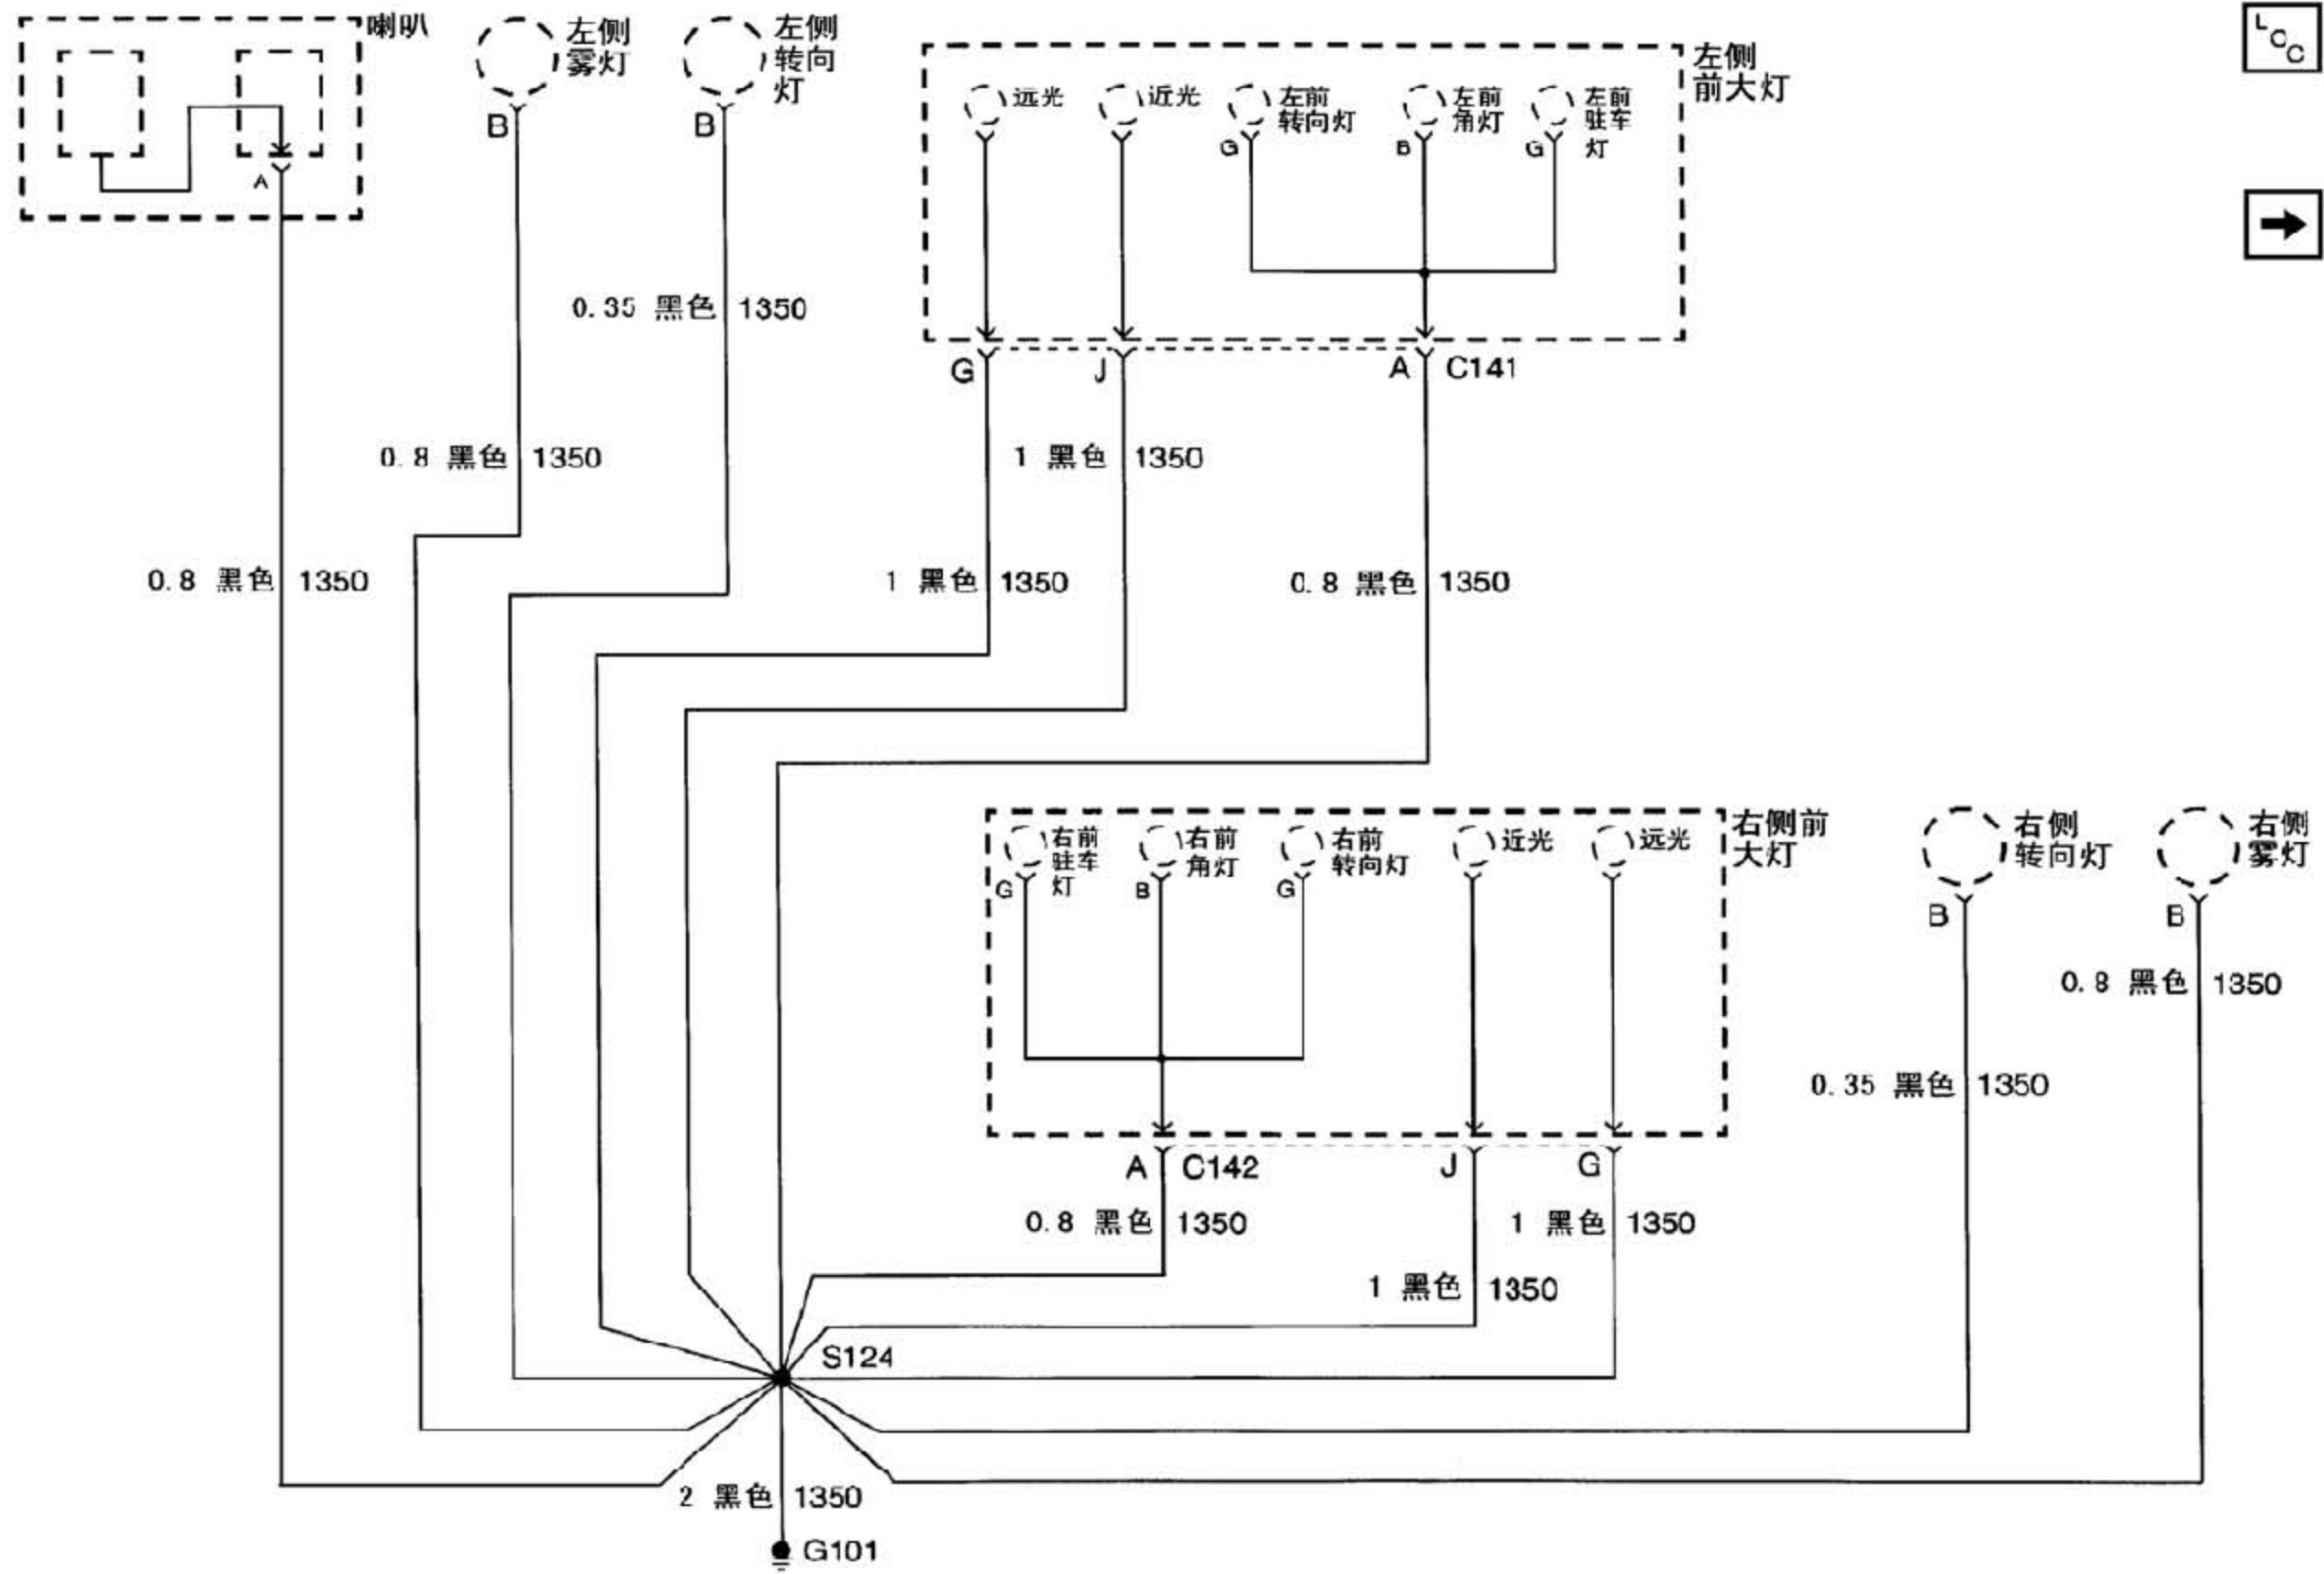 喇叭
A
左侧
雾灯
B
左侧
转向
灯
B
左侧
前大灯
远光
近光
左前
转向灯
G
左前
角灯
B
左前
驻车
灯
G
LOC
0.35 黑色 1350
G
J
A C141
0.8 黑色 1350
1 黑色 1350
0.8 黑色 1350
1 黑色 1350
0.8 黑色 1350
右侧前
大灯
右前
驻车
灯
G
右前
角灯
B
右前
转向灯
G
近光
远光
右侧
转向灯
B
右侧
雾灯
B
0.8 黑色 1350
0.35 黑色 1350
A C142
J
G
0.8 黑色 1350
1 黑色 1350
1 黑色 1350
S124
2 黑色 1350
G101